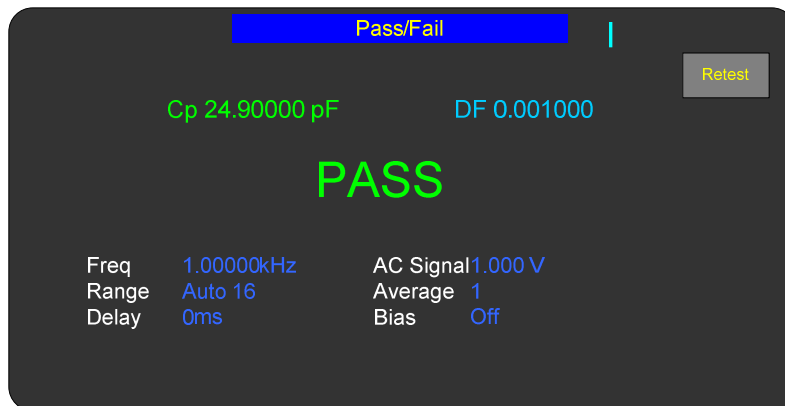 Pass/Fail
Retest
Cp 24.90000 pF DF 0.001000
PASS
Freq 1.00000kHz AC Signal 1.000 V
Range Auto 16 Average 1
Delay 0ms Bias Off